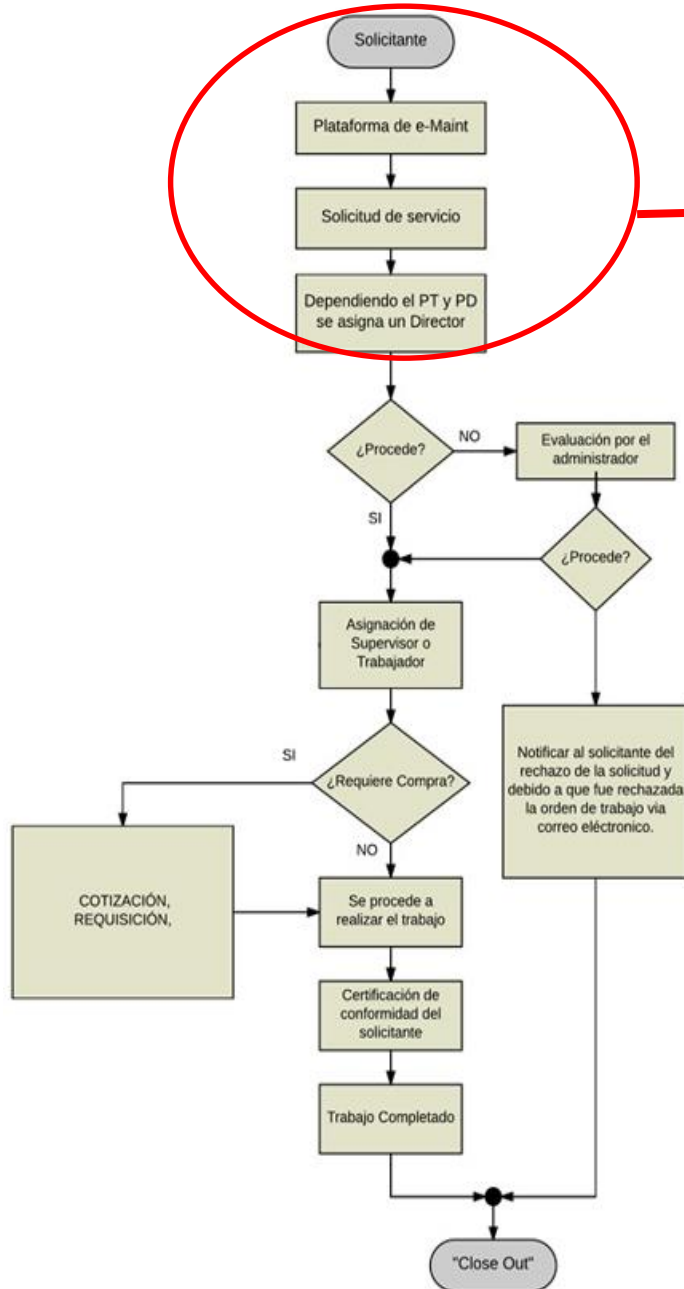 Solicitante
Plataforma de e-Maint
Solicitud de servicio
Dependiendo el PT y PD
se asigna un Director
¿Procede?
NO
Evaluación por el
administrador
SI
¿Procede?
Asignación de
Supervisor o
Trabajador
SI
¿Requiere Compra?
Notificar al solicitante del
rechazo de la solicitud y
debido a que fue rechazada
la orden de trabajo via
correo eléctronico.
NO
COTIZACIÓN,
REQUISICIÓN,
Se procede a
realizar el trabajo
Certificación de
conformidad del
solicitante
Trabajo Completado
"Close Out"